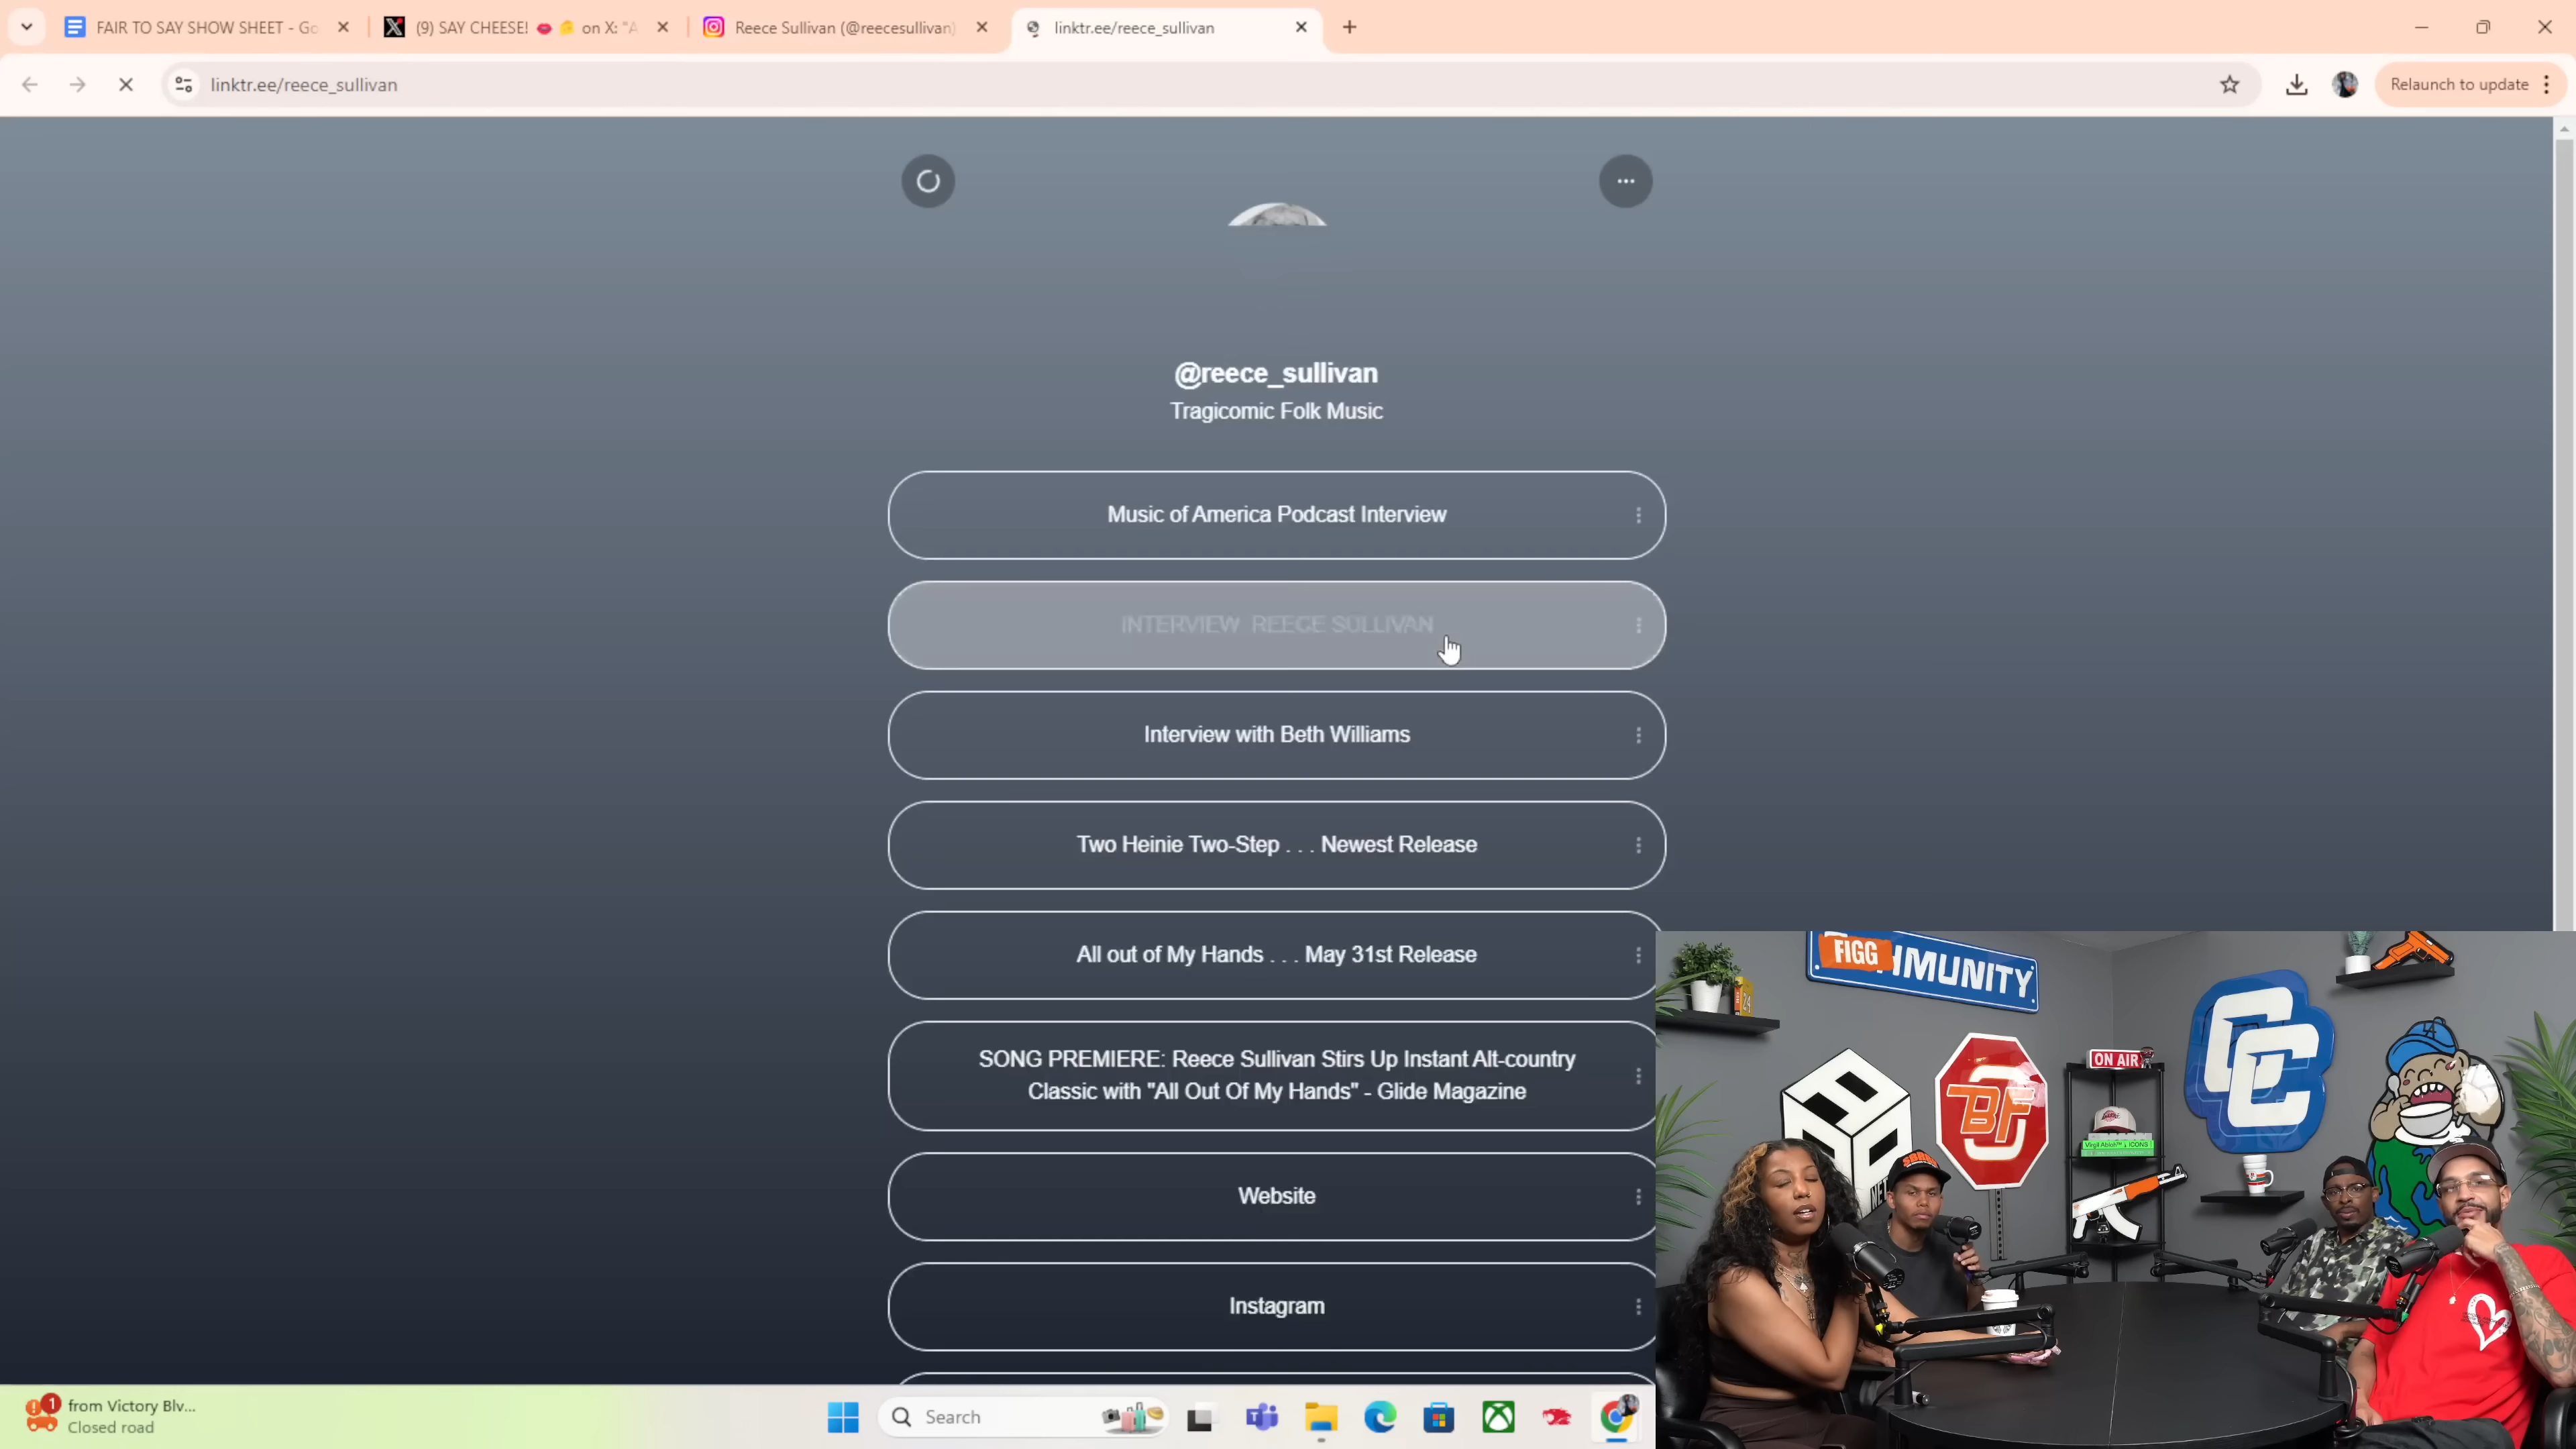 FAIR TO SAY SHOW SHEET - Go
(9) SAY CHEESE! 👄🧀 on X: "A
Reece Sullivan (@reecesullivan)
linktr.ee/reece_sullivan
linktr.ee/reece_sullivan
Relaunch to update
@reece_sullivan
Tragicomic Folk Music
Music of America Podcast Interview
INTERVIEW REECE SULLIVAN
Interview with Beth Williams
Two Heinie Two-Step . . . Newest Release
All out of My Hands . . . May 31st Release
SONG PREMIERE: Reece Sullivan Stirs Up Instant Alt-country
Classic with "All Out Of My Hands" - Glide Magazine
Website
Instagram
FIGG
MUNITY
ON AIR
BF
CC
1
from Victory Blv...
Closed road
Search